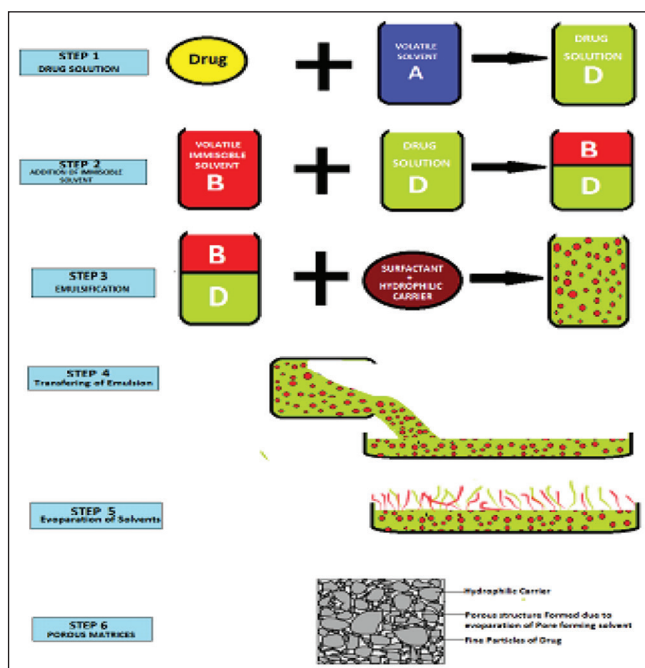 STEP 1
DRUG SOLUTION
Drug
VOLATILE
SOLVENT
A
DRUG
SOLUTION
D
STEP 2
ADDITION OF IMMISCIBLE
SOLVENT
VOLATILE
IMMISCIBLE
SOLVENT
B
DRUG
SOLUTION
D
B
D
STEP 3
EMULSIFICATION
B
D
SURFACTANT
+
HYDROPHILIC
CARRIER
STEP 4
Transfering of Emulsion
STEP 5
Evoparation of Solvents
STEP 6
POROUS MATRICES
Hydrophilic Carrier
Porous structure Formed due to
evaporation of Pore forming solvent
Fine Particles of Drug